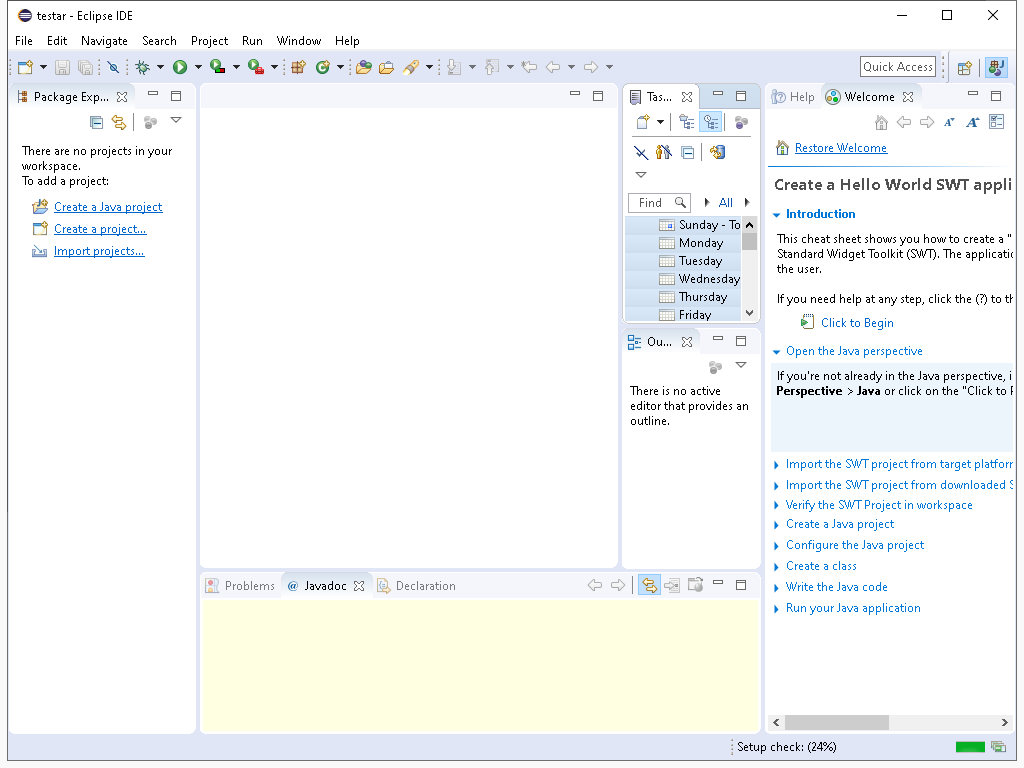 testar - Eclipse IDE
File Edit Navigate Search Project Run Window Help
Quick Access
Package Exp...
There are no projects in your
workspace.
To add a project:
Create a Java project
Create a project...
Import projects...
Tas...
Find
All
Sunday - To
Monday
Tuesday
Wednesday
Thursday
Friday
Ou...
There is no active
editor that provides an
outline.
Help Welcome
Restore Welcome
Create a Hello World SWT appli
Introduction
This cheat sheet shows you how to create a "
Standard Widget Toolkit (SWT). The applicatio
the user.
If you need help at any step, click the (?) to th
Click to Begin
Open the Java perspective
If you're not already in the Java perspective, i
Perspective > Java or click on the "Click to P
Import the SWT project from target platform
Import the SWT project from downloaded S
Verify the SWT Project in workspace
Create a Java project
Configure the Java project
Create a class
Write the Java code
Run your Java application
Problems @ Javadoc Declaration
Setup check: (24%)